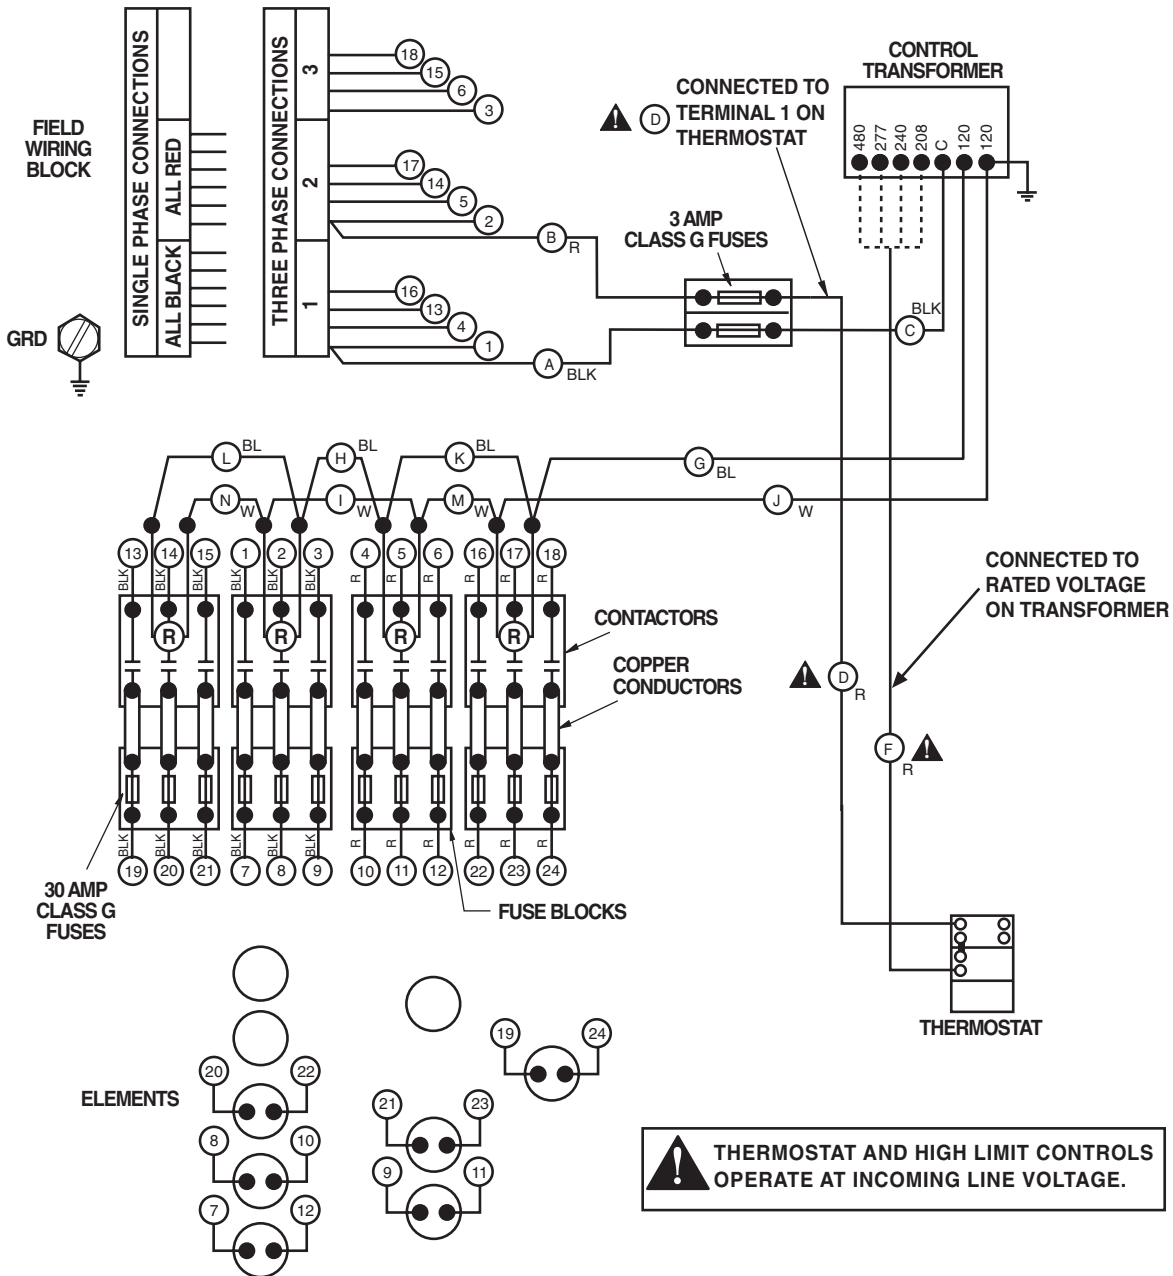 FIELD
WIRING
BLOCK
GRD
SINGLE PHASE CONNECTIONS
ALL RED
ALL BLACK
THREE PHASE CONNECTIONS
3
2
1
18
15
6
3
17
14
5
2
16
13
4
1
B
R
A
BLK
D
CONNECTED TO
TERMINAL 1 ON
THERMOSTAT
3 AMP
CLASS G FUSES
CONTROL
TRANSFORMER
480
277
240
208
C
120
120
BLK
C
L
BL
H
BL
K
BL
G
BL
N
W
I
W
M
W
J
W
13
14
15
1
2
3
4
5
6
16
17
18
BLK
BLK
BLK
BLK
BLK
BLK
R
R
R
R
R
R
R
R
R
R
CONTACTORS
COPPER
CONDUCTORS
CONNECTED TO
RATED VOLTAGE
ON TRANSFORMER
D
R
F
R
BLK
BLK
BLK
BLK
BLK
BLK
R
R
R
R
R
R
19
20
21
7
8
9
10
11
12
22
23
24
30 AMP
CLASS G
FUSES
FUSE BLOCKS
THERMOSTAT
ELEMENTS
20
22
8
10
7
12
21
23
9
11
19
24
THERMOSTAT AND HIGH LIMIT CONTROLS
OPERATE AT INCOMING LINE VOLTAGE.